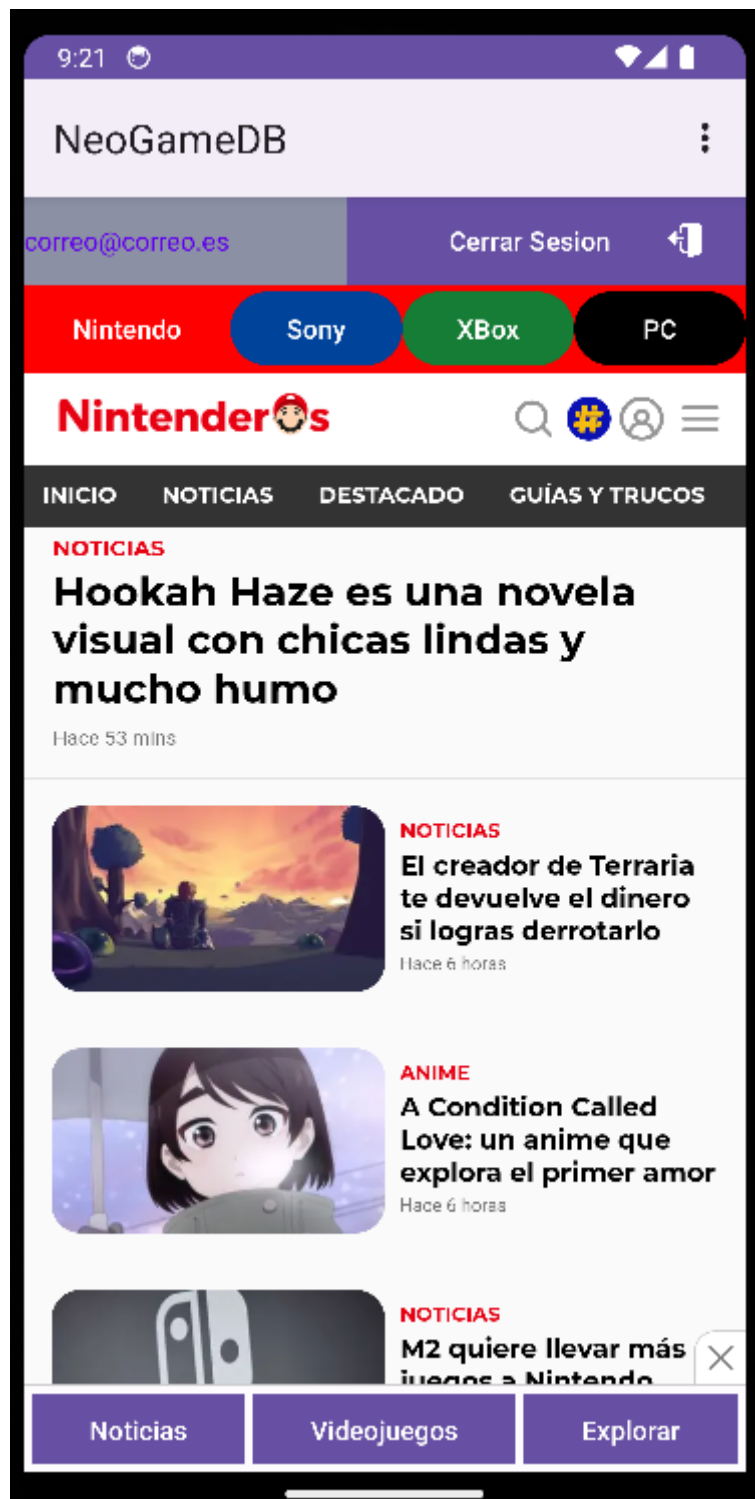 9:21
NeoGameDB
correo@correo.es
Cerrar Sesion
Nintendo Sony XBox PC
Nintenderos
INICIO NOTICIAS DESTACADO GUÍAS Y TRUCOS
NOTICIAS
Hookah Haze es una novela
visual con chicas lindas y
mucho humo
Hace 53 mins
NOTICIAS
El creador de Terraria
te devuelve el dinero
si logras derrotarlo
Hace 6 horas
ANIME
A Condition Called
Love: un anime que
explora el primer amor
Hace 6 horas
NOTICIAS
M2 quiere llevar más
juegos a Nintendo
Noticias Videojuegos Explorar